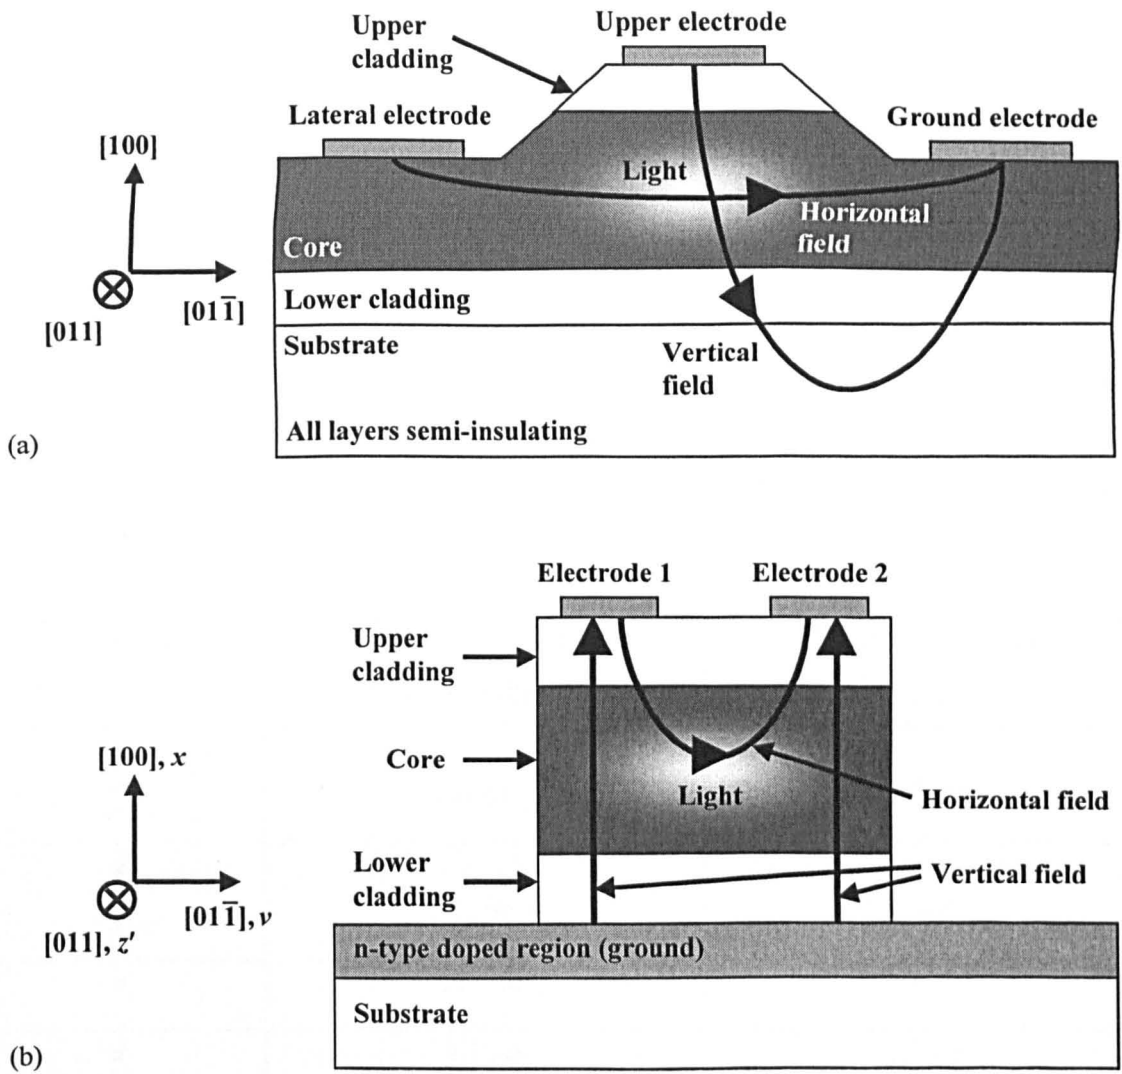 Upper
cladding
Upper electrode
Lateral electrode
Ground electrode
[100]
Light
Horizontal
field
Core
[011̅]
[011]
Lower cladding
Substrate
Vertical
field
All layers semi-insulating
(a)
Electrode 1
Electrode 2
Upper
cladding
[100], x
Core
Light
Horizontal field
Lower
cladding
Vertical field
[011̅], y
[011], z'
n-type doped region (ground)
Substrate
(b)